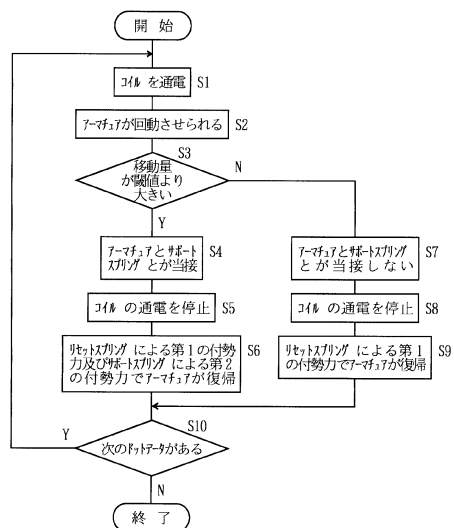 開 始
コイル を通電 S1
アーマチュアが回動させられる S2
S3
移動量
が閾値より
大きい
N
Y
アーマチュアとサポート
スプリング とが当接
S4
アーマチュアとサポートスプリング
とが当接しない
S7
コイル の通電を停止 S5
コイル の通電を停止 S8
リセットスプリング による第1の付勢
力及びサポートスプリング による第2
の付勢力でアーマチュアが復帰
S6
リセットスプリング による第1
の付勢力でアーマチュアが復帰
S9
S10
Y
次のドットデータがある
N
終 了